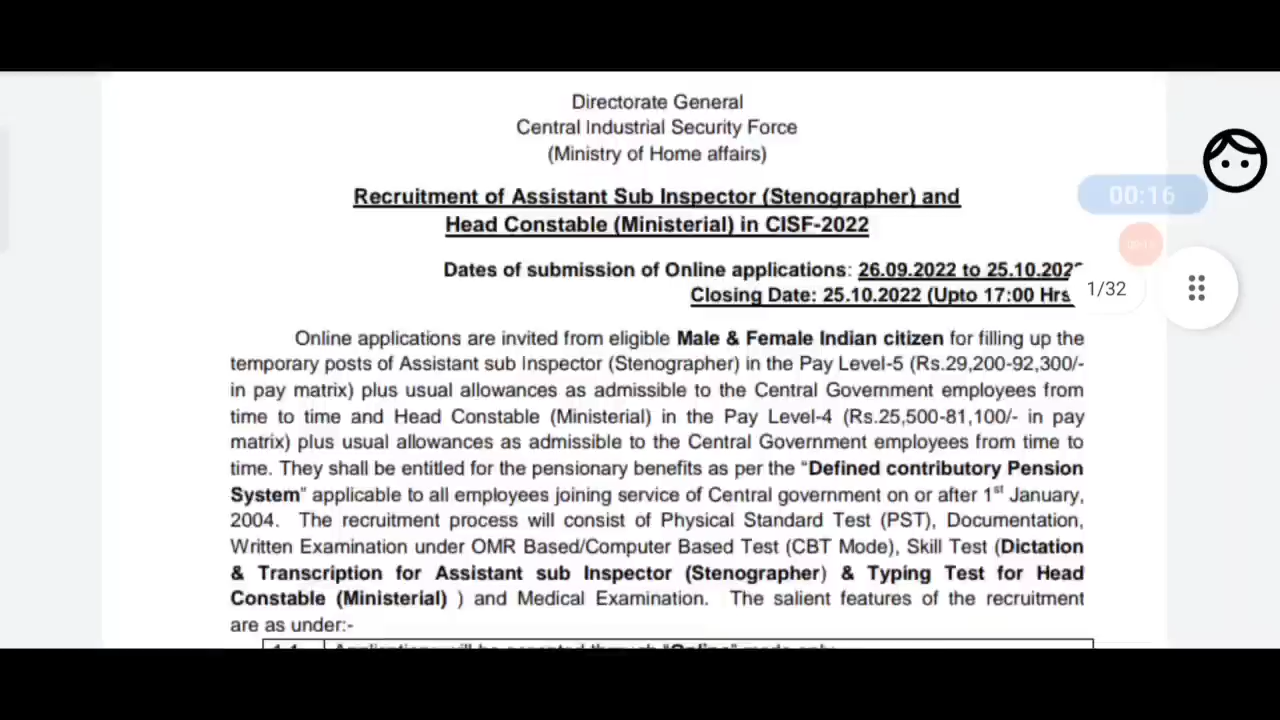 Directorate General
Central Industrial Security Force
(Ministry of Home affairs)
Recruitment of Assistant Sub Inspector (Stenographer) and
Head Constable (Ministerial) in CISF-2022
00:16
Dates of submission of Online applications: 26.09.2022 to 25.10.2022
1/32
Closing Date: 25.10.2022 (Upto 17:00 Hrs
Online applications are invited from eligible Male & Female Indian citizen for filling up the
temporary posts of Assistant sub Inspector (Stenographer) in the Pay Level-5 (Rs.29,200-92,300/-
in pay matrix) plus usual allowances as admissible to the Central Government employees from
time to time and Head Constable (Ministerial) in the Pay Level-4 (Rs.25,500-81,100/- in pay
matrix) plus usual allowances as admissible to the Central Government employees from time to
time. They shall be entitled for the pensionary benefits as per the “Defined contributory Pension
System” applicable to all employees joining service of Central government on or after 1st January,
2004. The recruitment process will consist of Physical Standard Test (PST), Documentation,
Written Examination under OMR Based/Computer Based Test (CBT Mode), Skill Test (Dictation
& Transcription for Assistant sub Inspector (Stenographer) & Typing Test for Head
Constable (Ministerial) ) and Medical Examination. The salient features of the recruitment
are as under:-